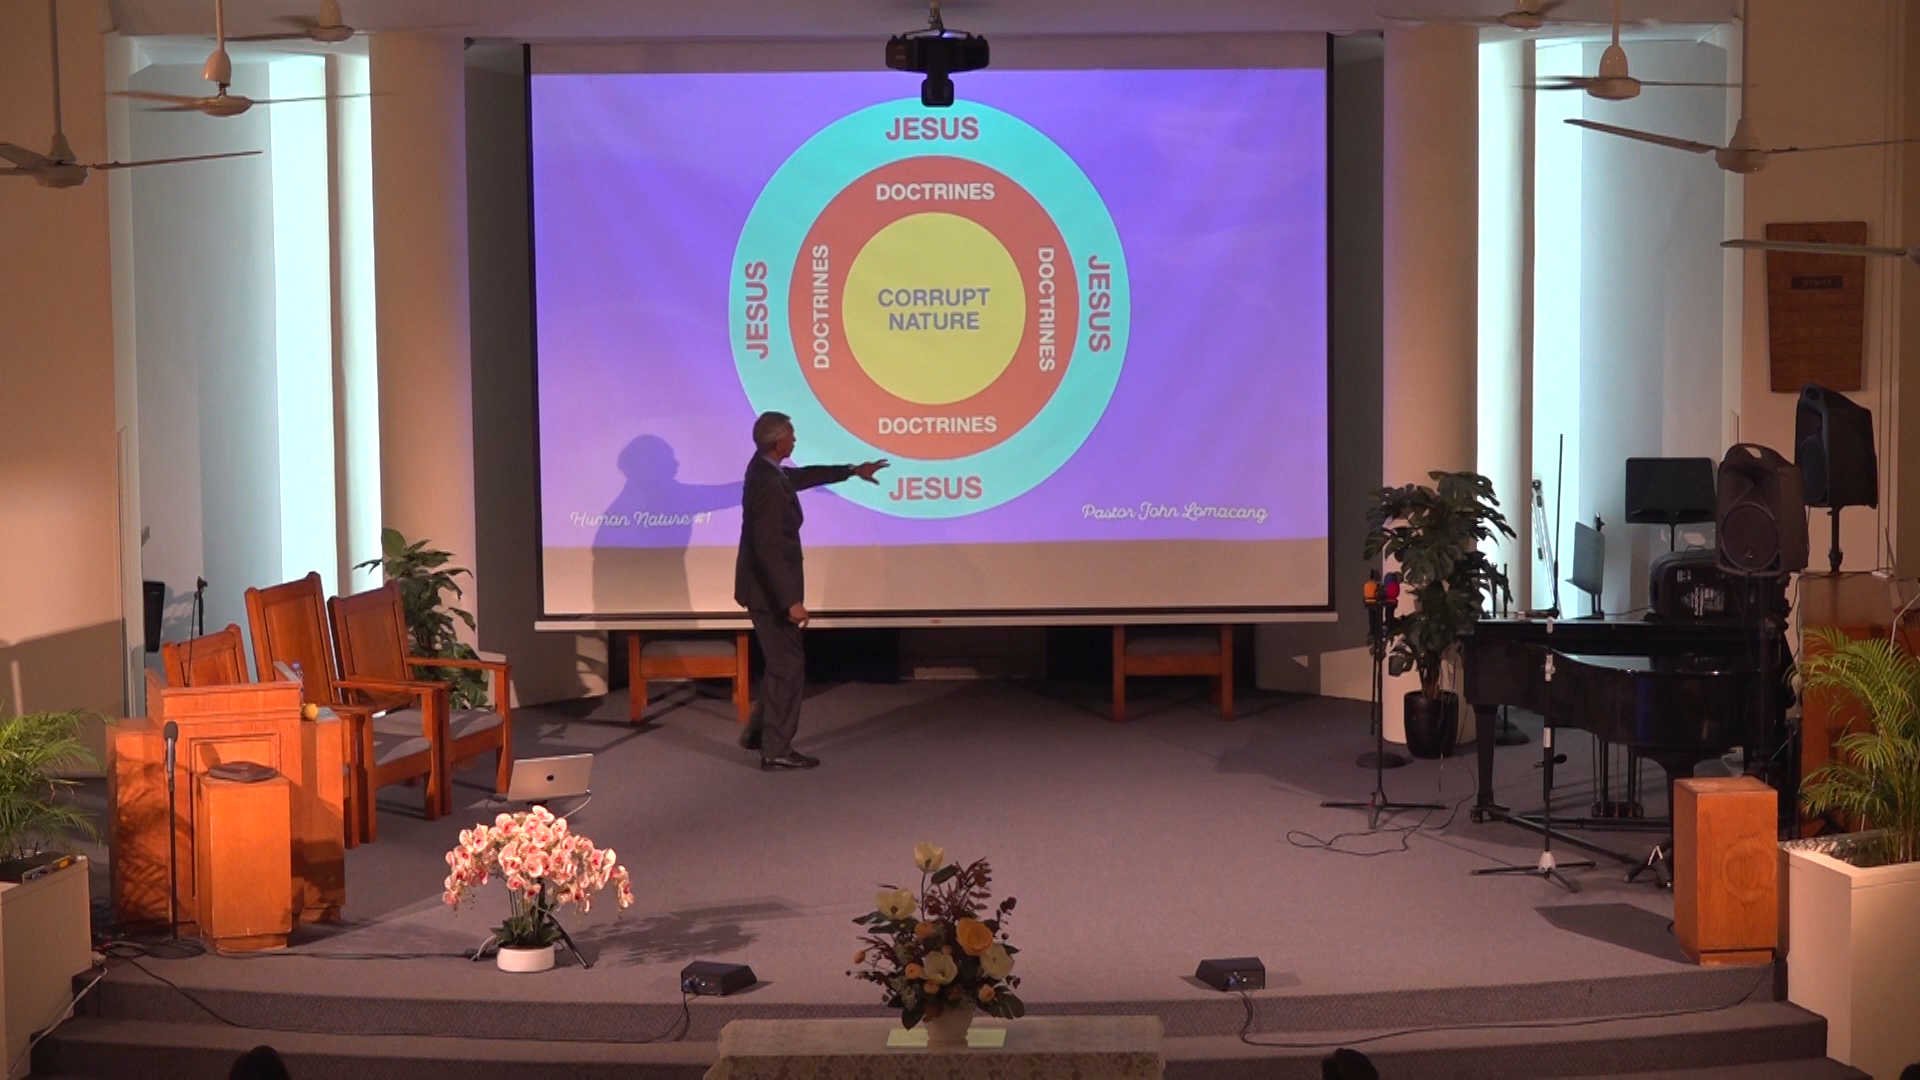 JESUS
DOCTRINES
JESUS
DOCTRINES
CORRUPT
NATURE
DOCTRINES
JESUS
DOCTRINES
JESUS
Human Nature #1
Pastor John Lomacang